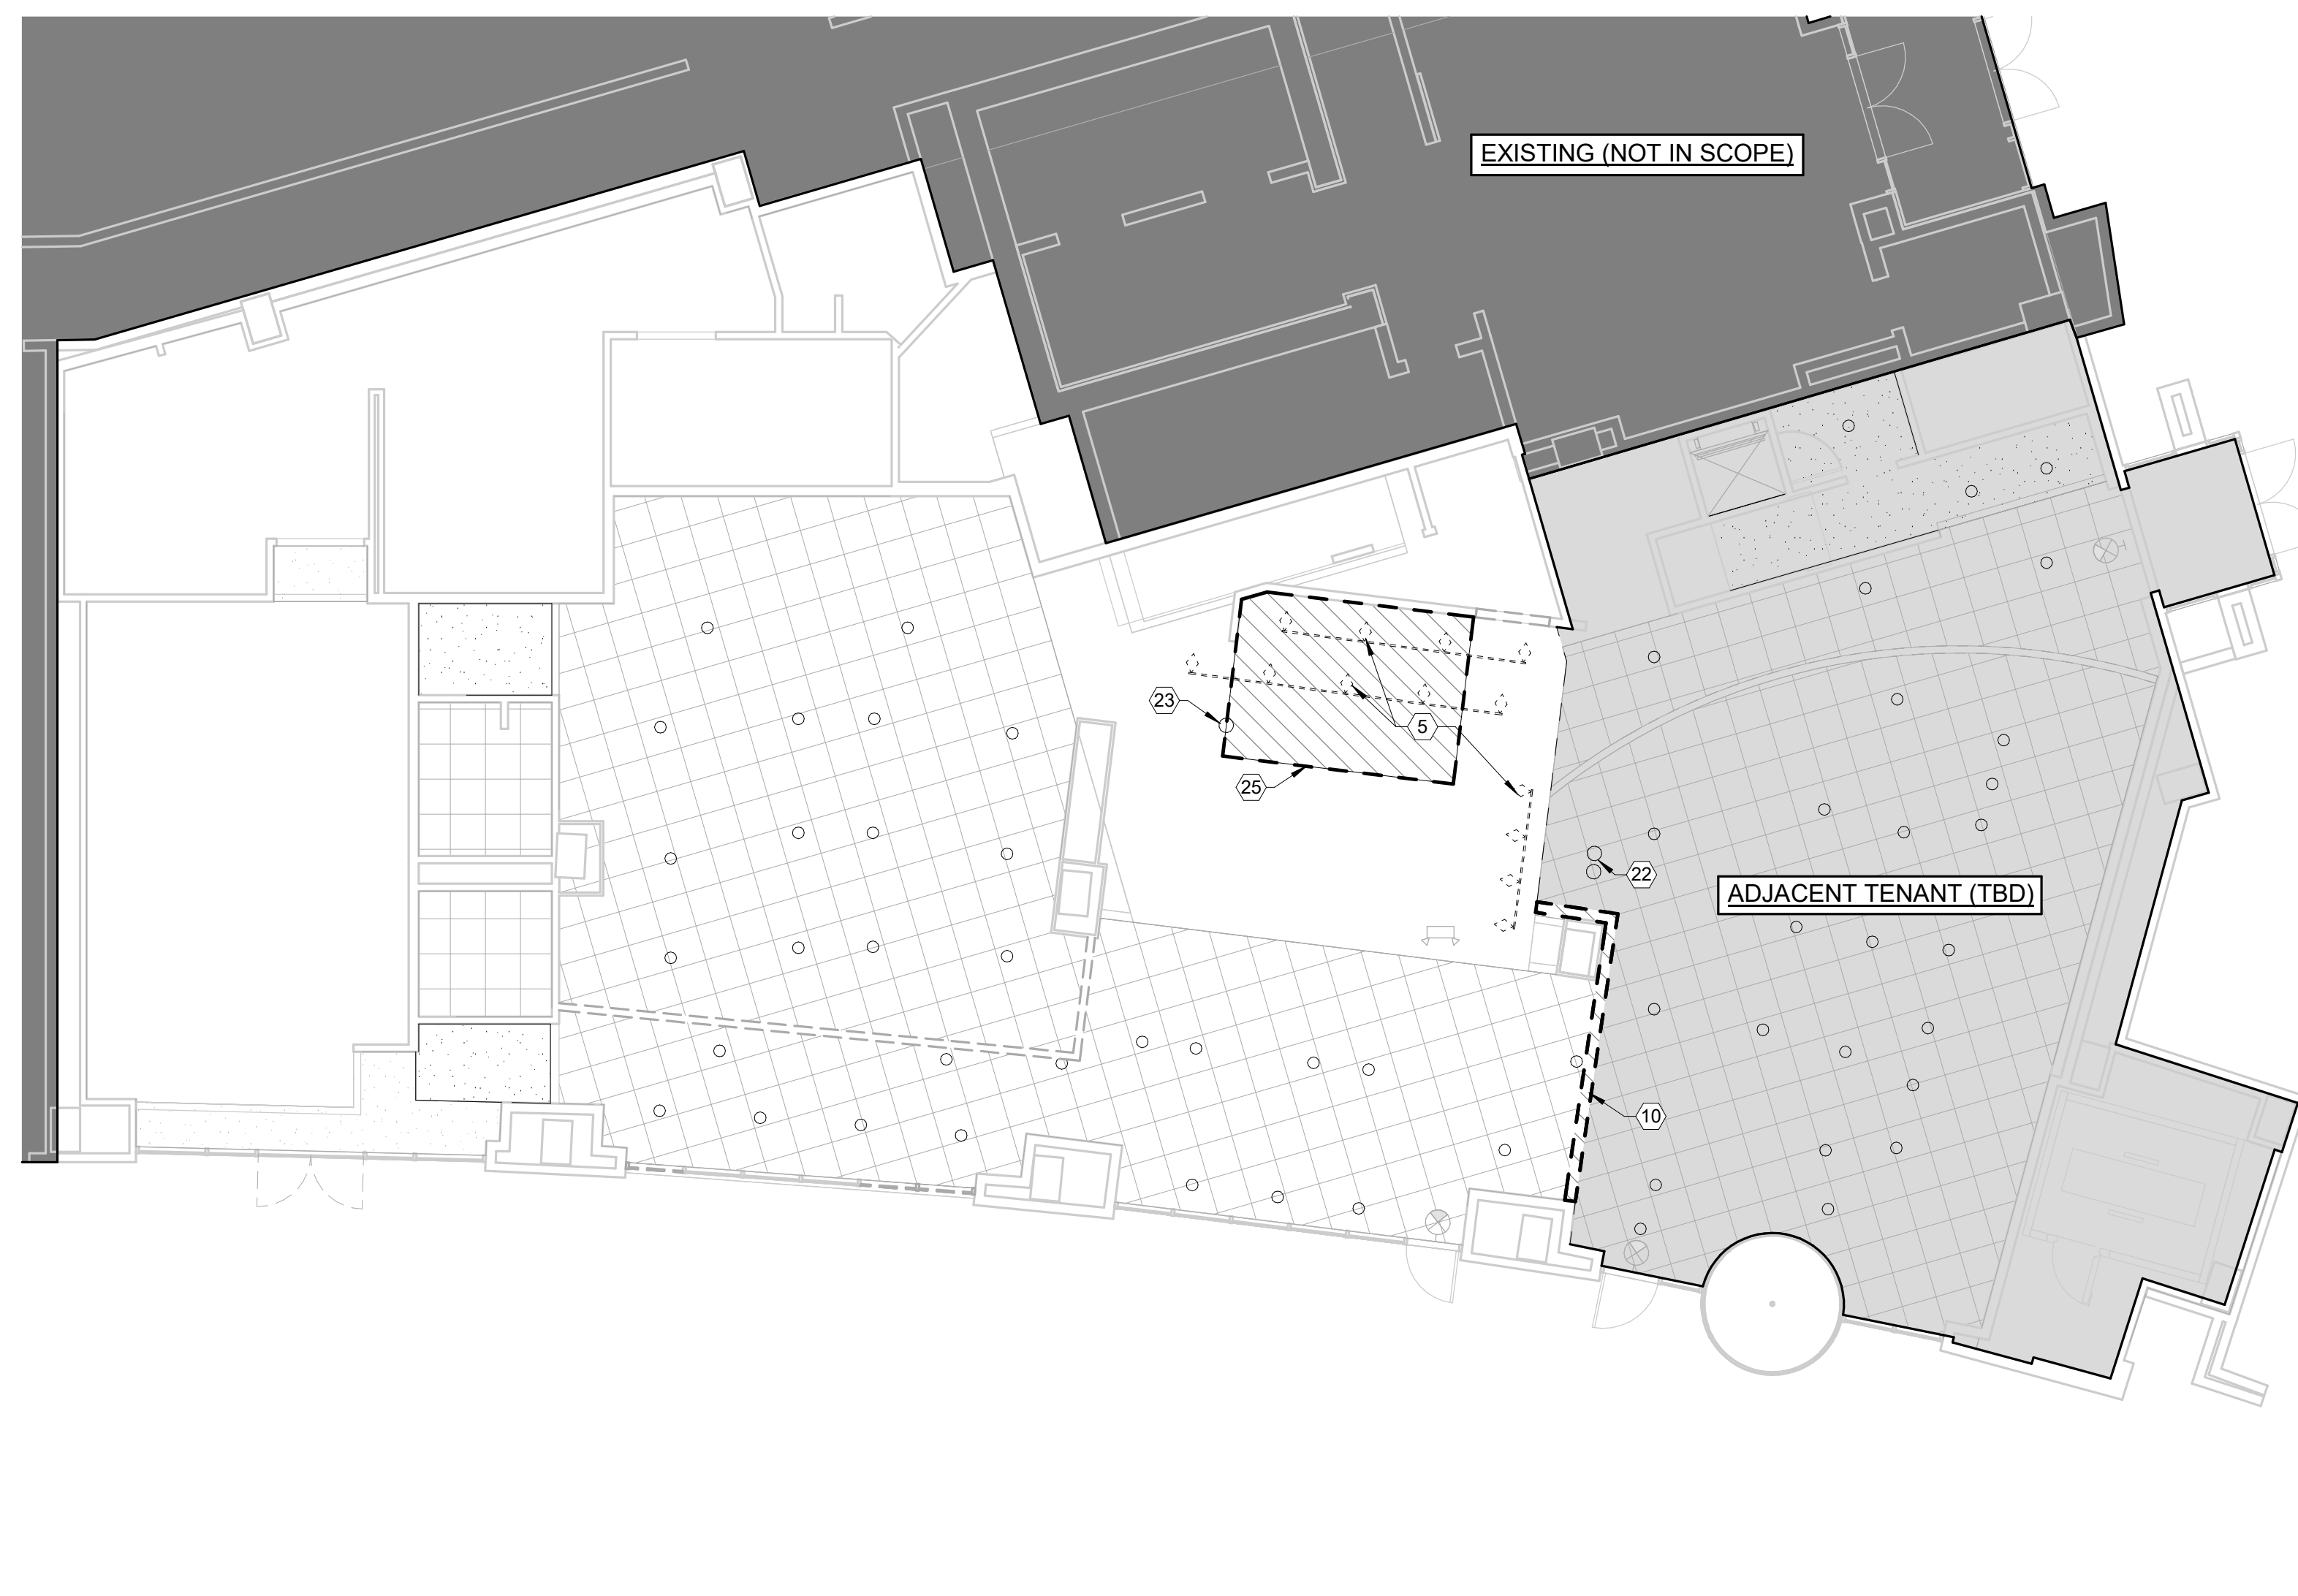 EXISTING (NOT IN SCOPE)
23
5
25
22
ADJACENT TENANT (TBD)
10